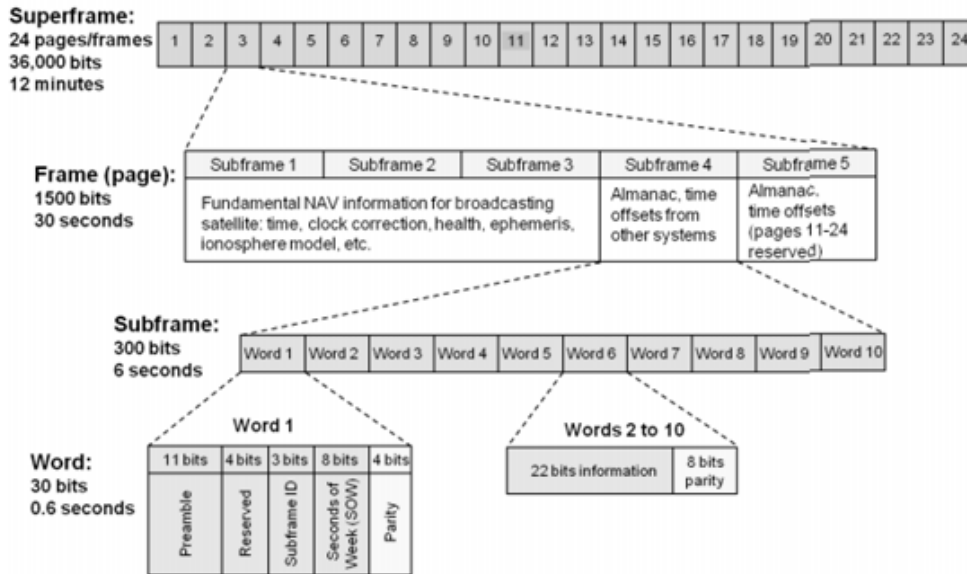 Superframe:
24 pages/frames
36,000 bits
12 minutes
1 2 3 4 5 6 7 8 9 10 11 12 13 14 15 16 17 18 19 20 21 22 23 24
Frame (page):
1500 bits
30 seconds
Subframe 1 Subframe 2 Subframe 3 Subframe 4 Subframe 5
Fundamental NAV information for broadcasting
satellite: time, clock correction, health, ephemeris,
ionosphere model, etc.
Almanac, time
offsets from
other systems
Almanac,
time offsets
(pages 11-24
reserved)
Subframe:
300 bits
6 seconds
Word 1 Word 2 Word 3 Word 4 Word 5 Word 6 Word 7 Word 8 Word 9 Word 10
Word 1
Word:
30 bits
0.6 seconds
11 bits 4 bits 3 bits 8 bits 4 bits
Preamble
Reserved
Subframe ID
Seconds of
Week (SOW)
Parity
Words 2 to 10
22 bits information
8 bits
parity